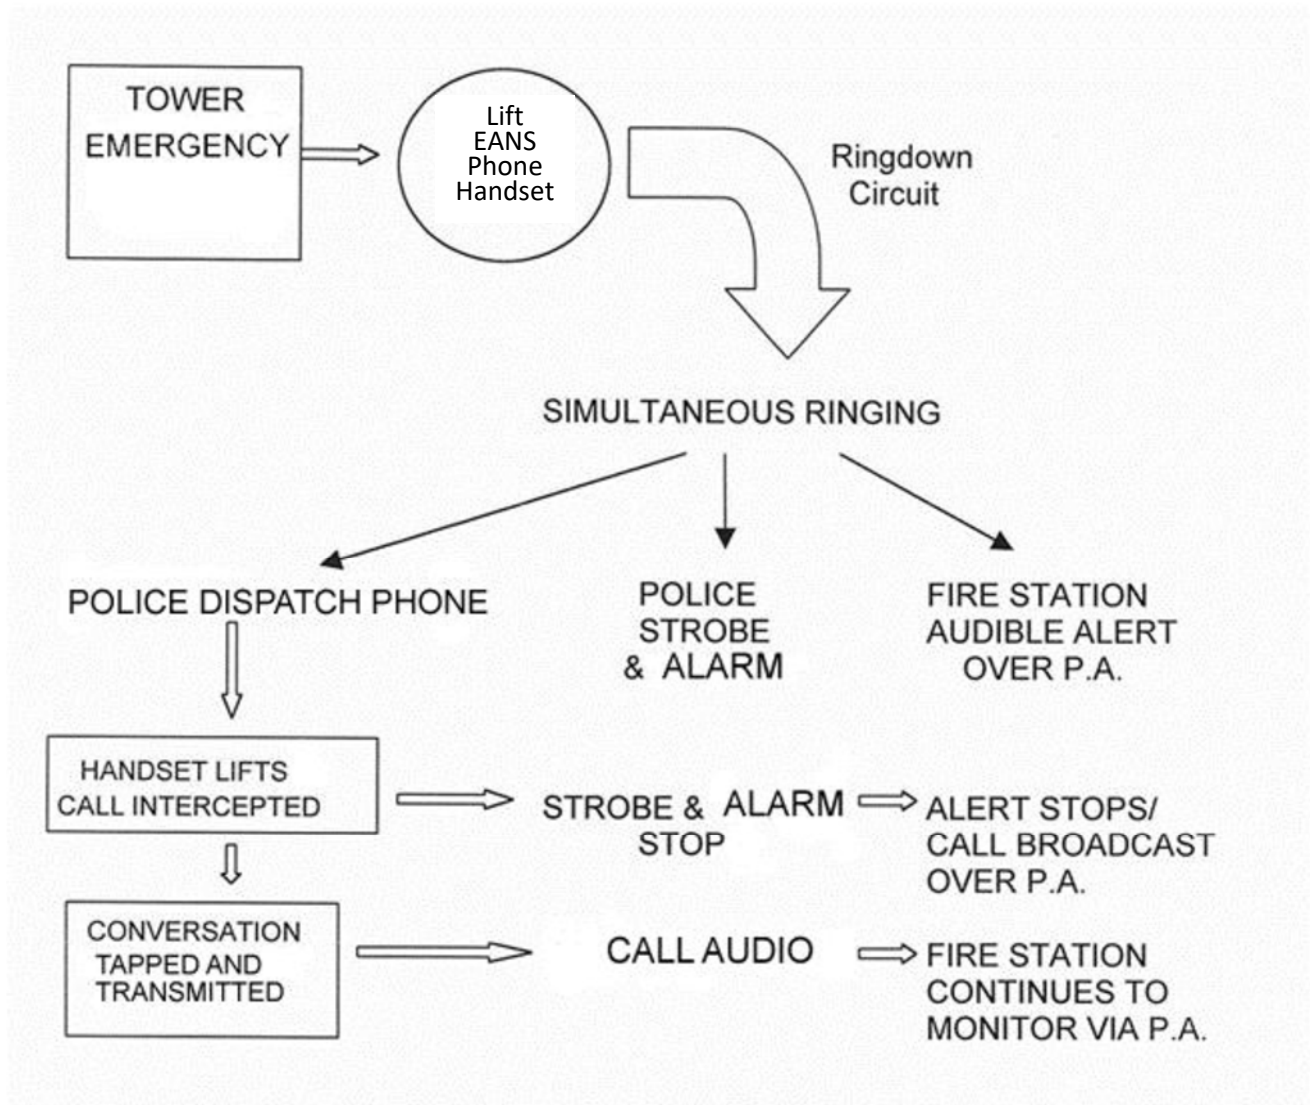 TOWER
EMERGENCY
Lift
EANS
Phone
Handset
Ringdown
Circuit
SIMULTANEOUS RINGING
POLICE DISPATCH PHONE
POLICE
STROBE
& ALARM
FIRE STATION
AUDIBLE ALERT
OVER P.A.
HANDSET LIFTS
CALL INTERCEPTED
STROBE & ALARM
STOP
ALERT STOPS/
CALL BROADCAST
OVER P.A.
CONVERSATION
TAPPED AND
TRANSMITTED
CALL AUDIO
FIRE STATION
CONTINUES TO
MONITOR VIA P.A.